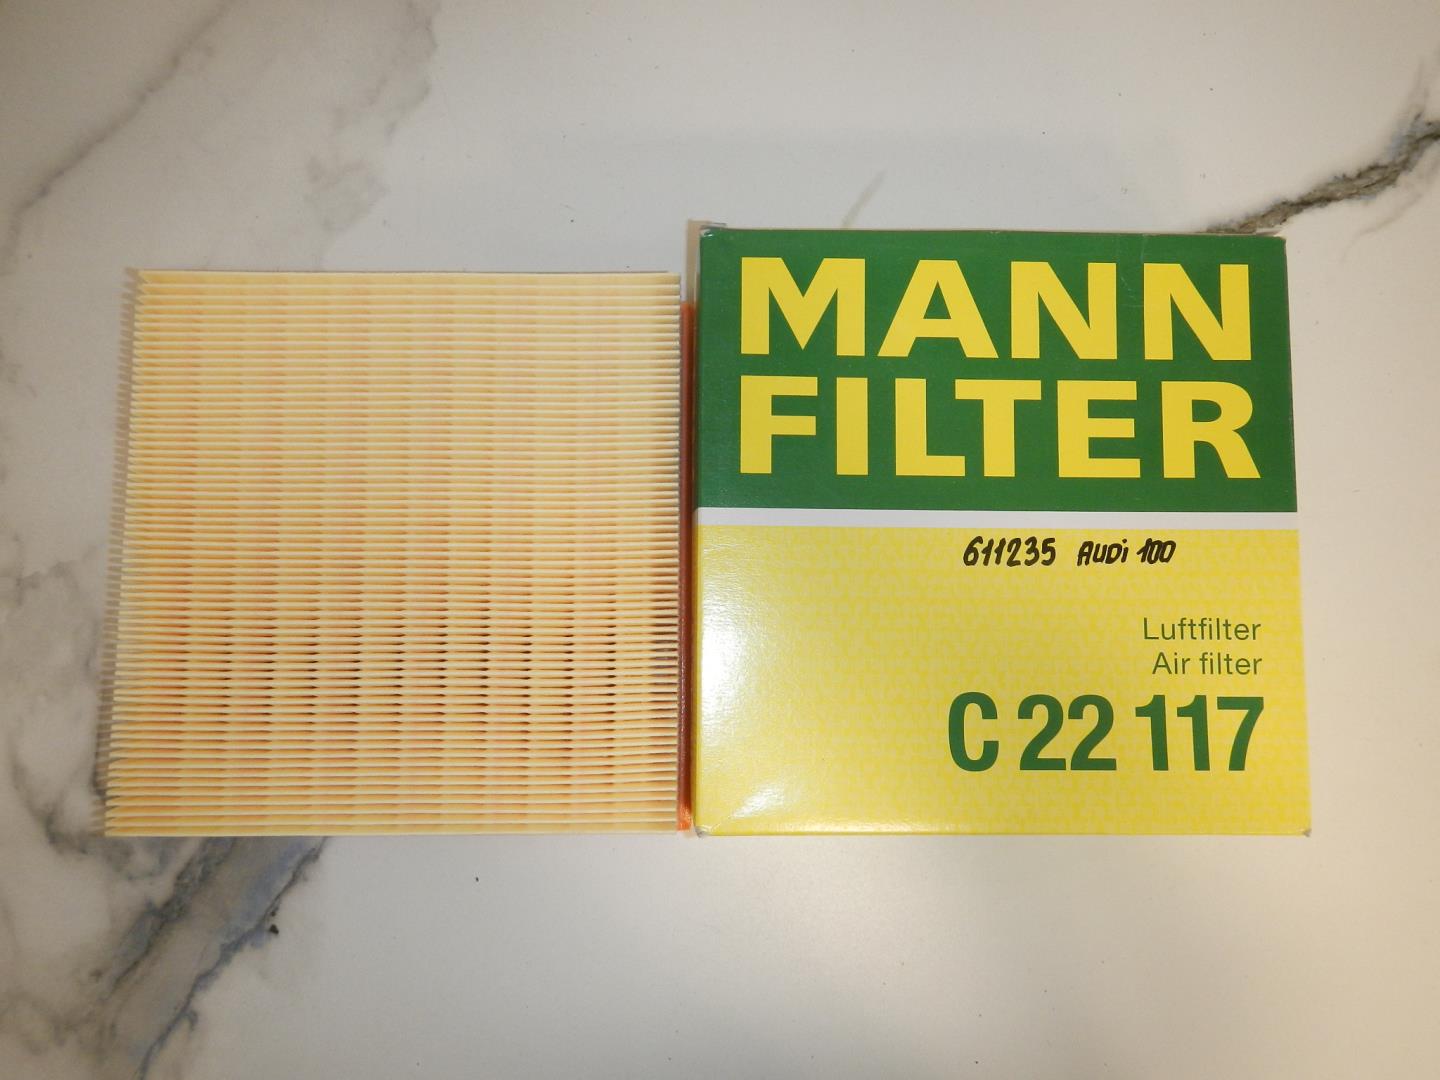 MANN
FILTER
611235 AUDi 100
Luftfilter
Air filter
C 22 117